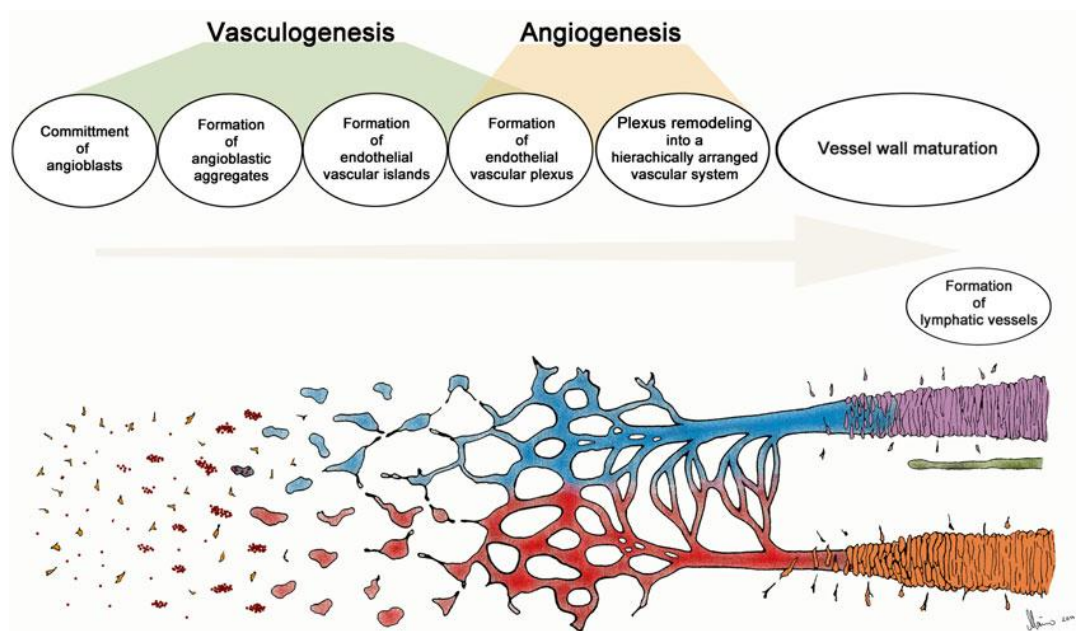 Vasculogenesis
Angiogenesis
Committment
of
angioblasts
Formation
of
angioblastic
aggregates
Formation
of
endothelial
vascular islands
Formation
of
endothelial
vascular plexus
Plexus remodeling
into a
hierachically arranged
vascular system
Vessel wall maturation
Formation
of
lymphatic vessels